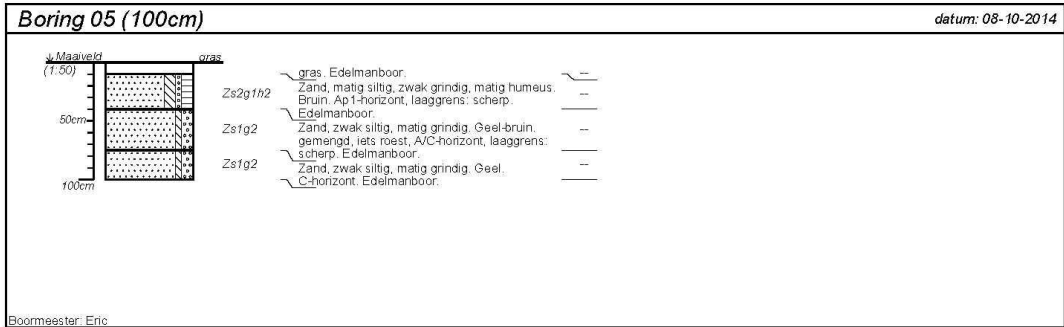 Boring 05 (100cm)
datum: 08-10-2014
↓ Maaiveld
gras
(1:50)
gras. Edelmanboor.
--
Zs2g1h2
Zand, matig siltig, zwak grindig, matig humeus.
Bruin. Ap1-horizont, laaggrens: scherp.
Edelmanboor.
--
50cm
Zs1g2
Zand, zwak siltig, matig grindig. Geel-bruin.
gemengd, iets roest, A/C-horizont, laaggrens:
scherp. Edelmanboor.
--
Zs1g2
Zand, zwak siltig, matig grindig. Geel.
C-horizont. Edelmanboor.
--
100cm
Boormeester: Eric